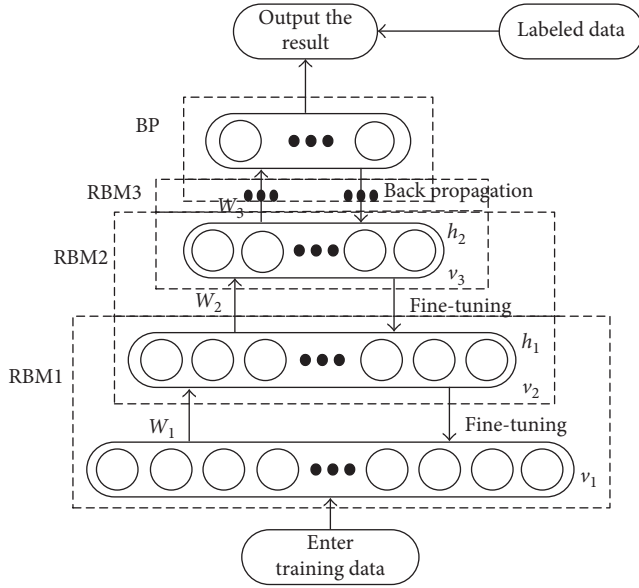 Output the
result
Labeled data
BP
RBM3
W3
Back propagation
h2
RBM2
v3
W2
Fine-tuning
h1
RBM1
v2
W1
Fine-tuning
v1
Enter
training data